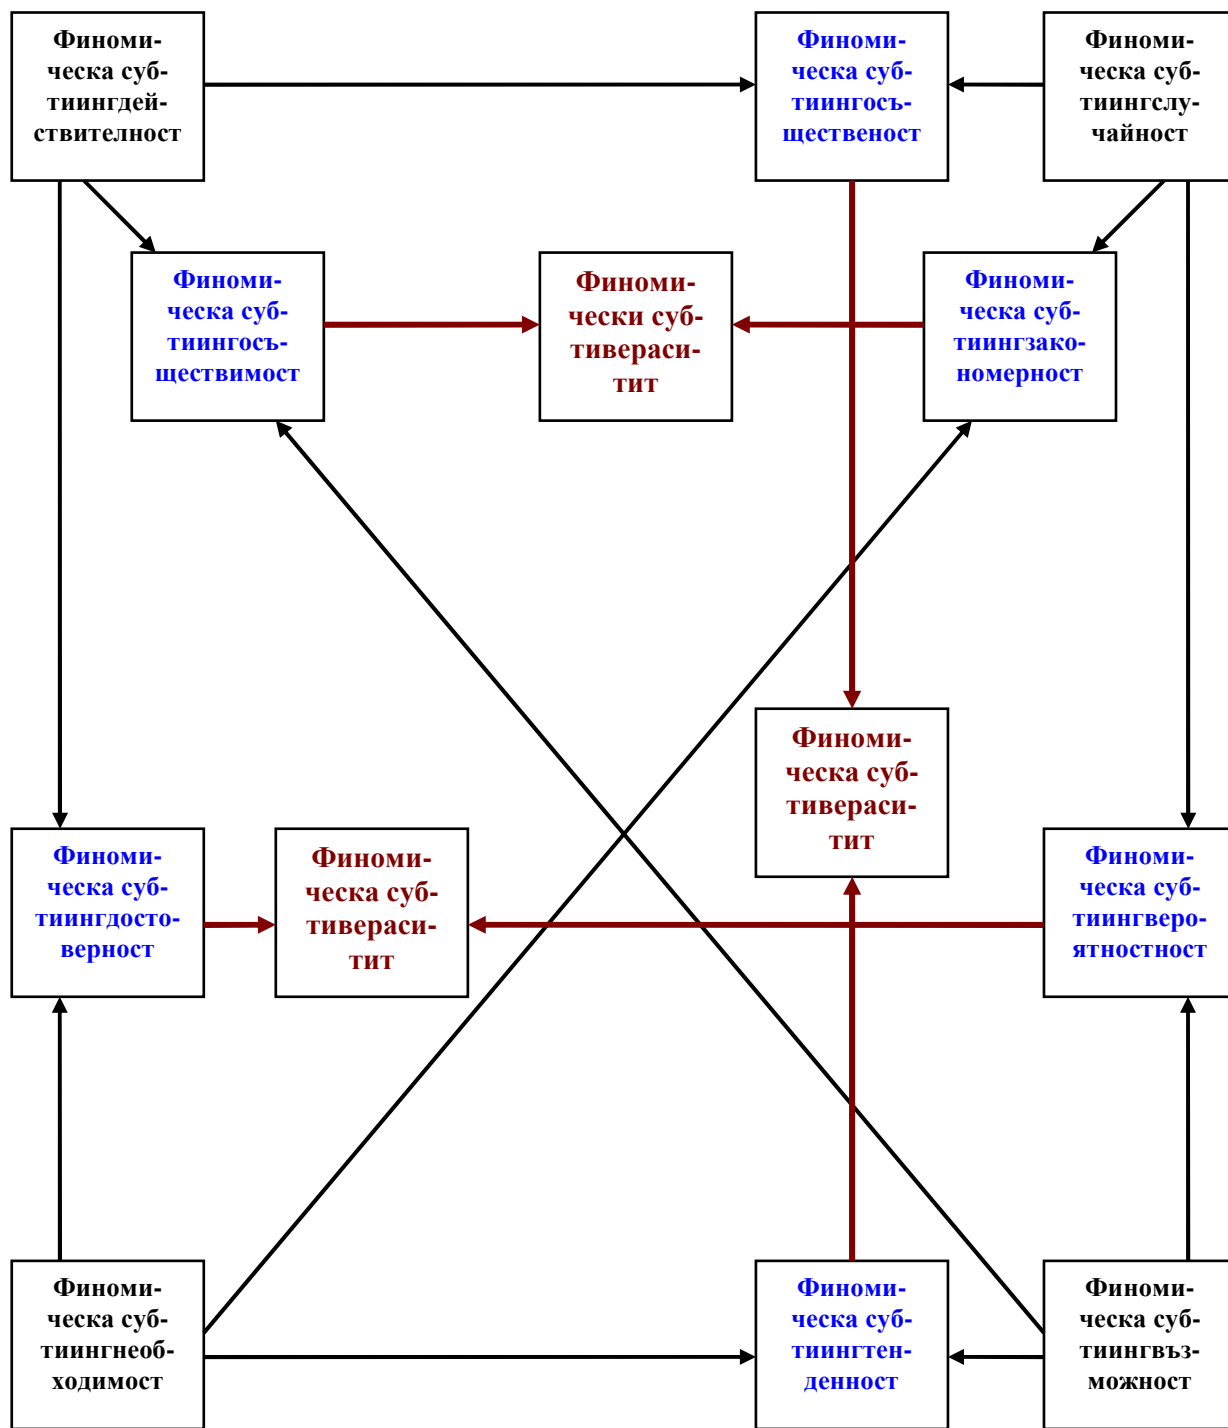 Финоми-
ческа суб-
тиингдей-
ствителност
Финоми-
ческа суб-
тиингосъ-
щественост
Финоми-
ческа суб-
тиингслу-
чайност
Финоми-
ческа суб-
тиингосъ-
ществимост
Финоми-
чески суб-
тивераси-
тит
Финоми-
ческа суб-
тиингзако-
номерност
Финоми-
ческа суб-
тивераси-
тит
Финоми-
ческа суб-
тиингдосто-
верност
Финоми-
ческа суб-
тивераси-
тит
Финоми-
ческа суб-
тиингверо-
ятностност
Финоми-
ческа суб-
тиингнеоб-
ходимост
Финоми-
ческа суб-
тиингтен-
денност
Финоми-
ческа суб-
тиингвъз-
можност